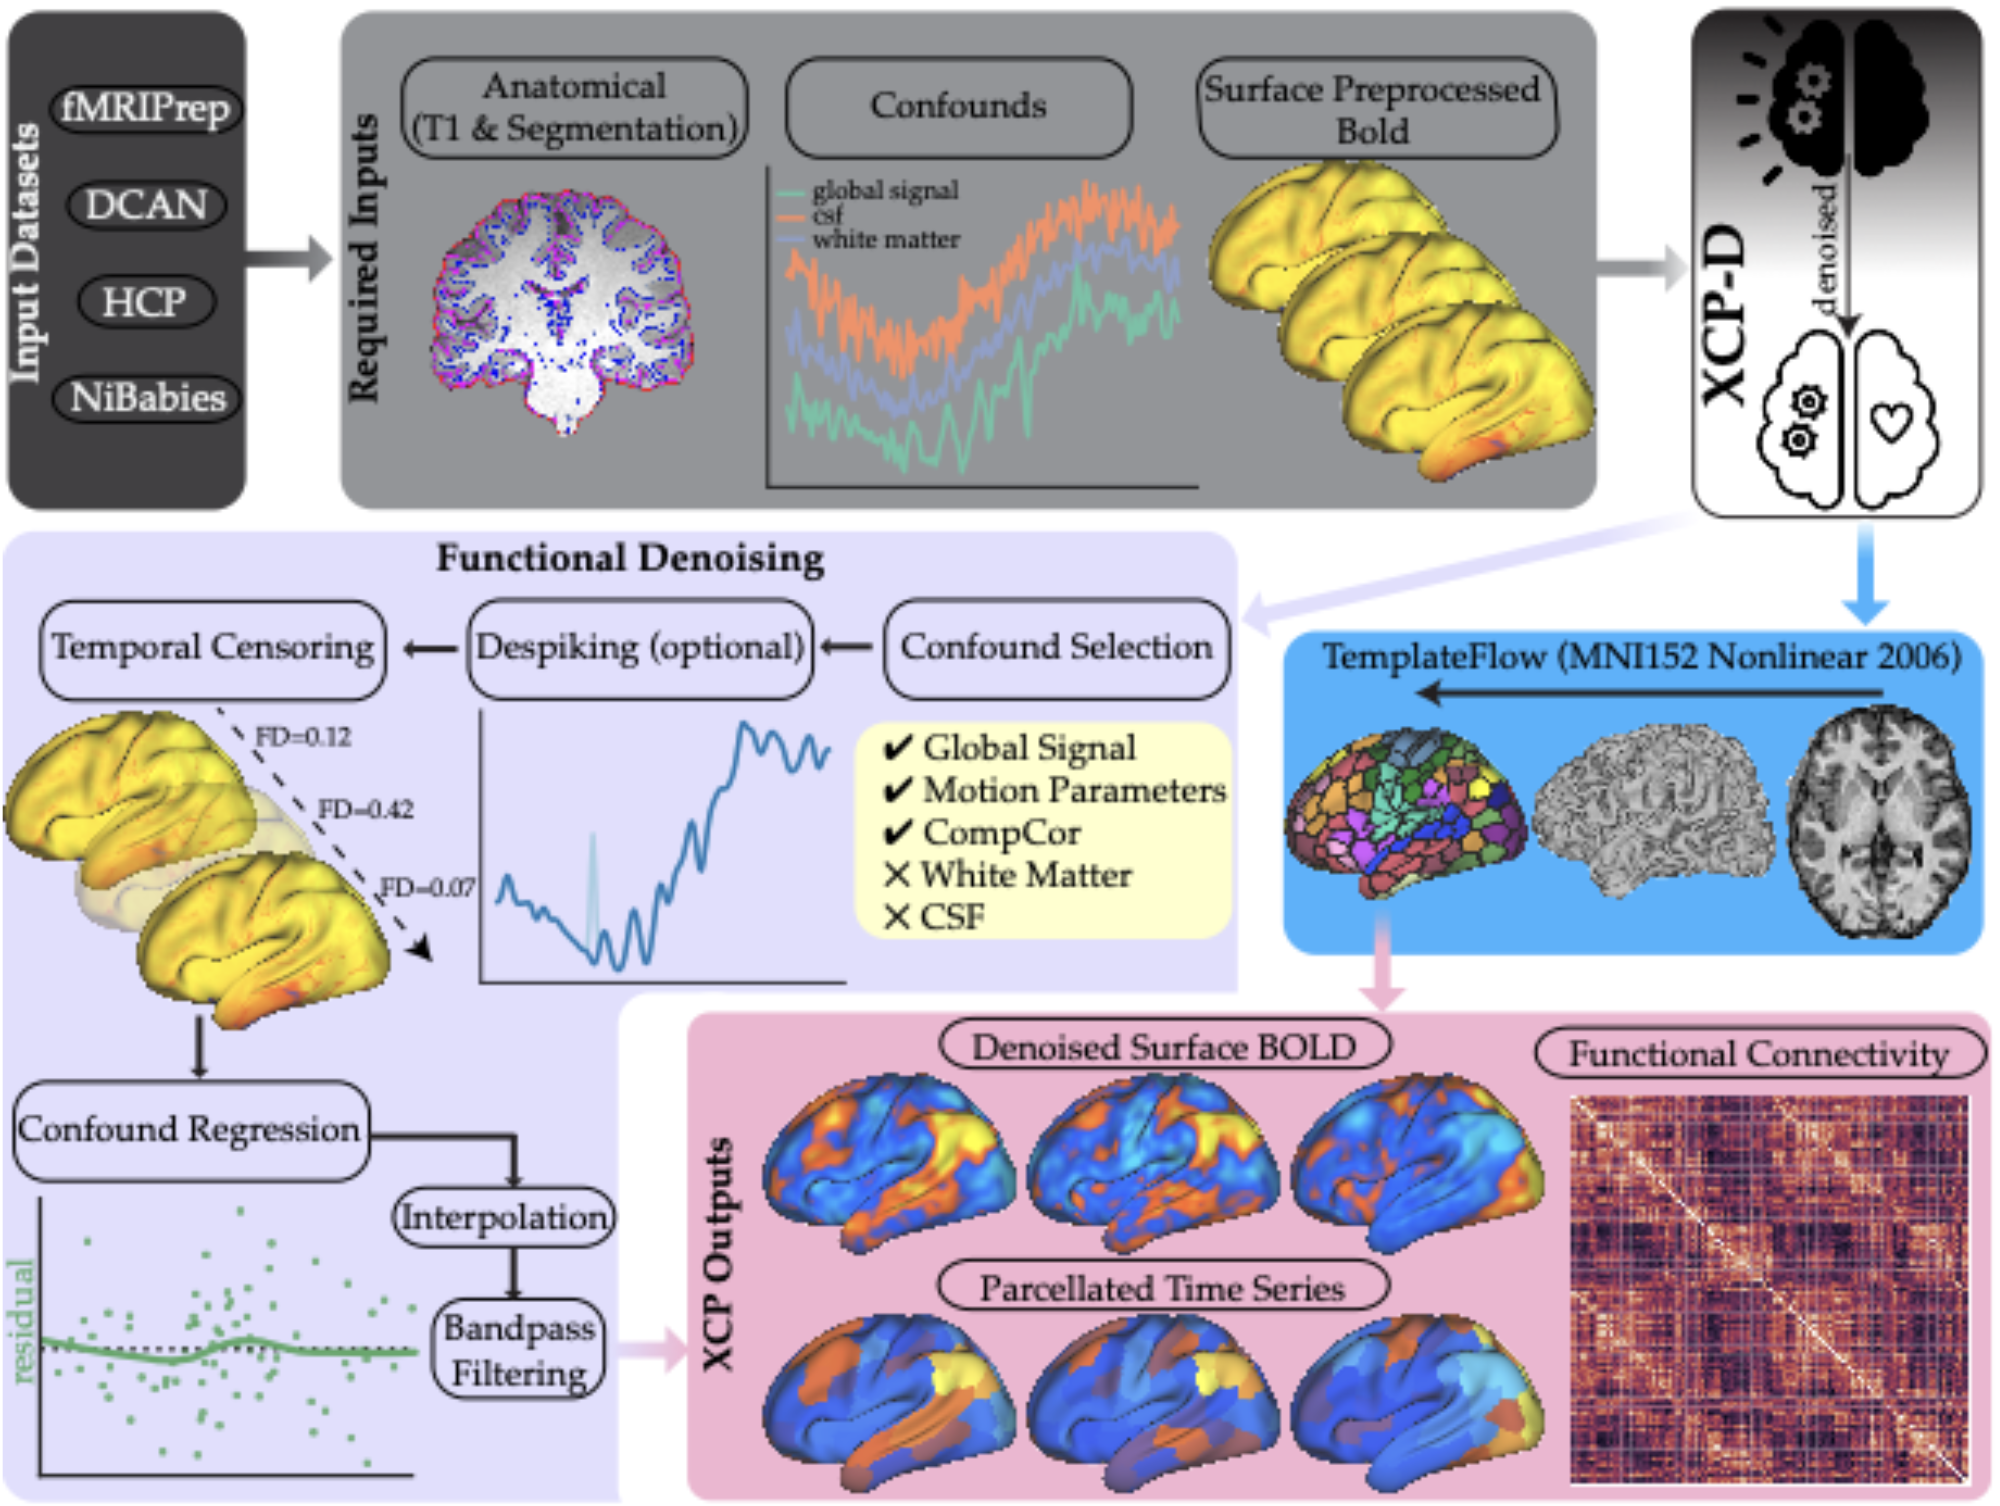 Input Datasets
fMRIPrep
DCAN
HCP
NiBabies
Required Inputs
Anatomical
(T1 & Segmentation)
Confounds
global signal
csf
white matter
Surface Preprocessed
Bold
XCP-D
denoised
Functional Denoising
Temporal Censoring
Despiking (optional)
Confound Selection
FD=0.12
FD=0.42
FD=0.07
✔ Global Signal
✔ Motion Parameters
✔ CompCor
✕ White Matter
✕ CSF
TemplateFlow (MNI152 Nonlinear 2006)
Confound Regression
residual
Interpolation
Bandpass
Filtering
XCP Outputs
Denoised Surface BOLD
Parcellated Time Series
Functional Connectivity